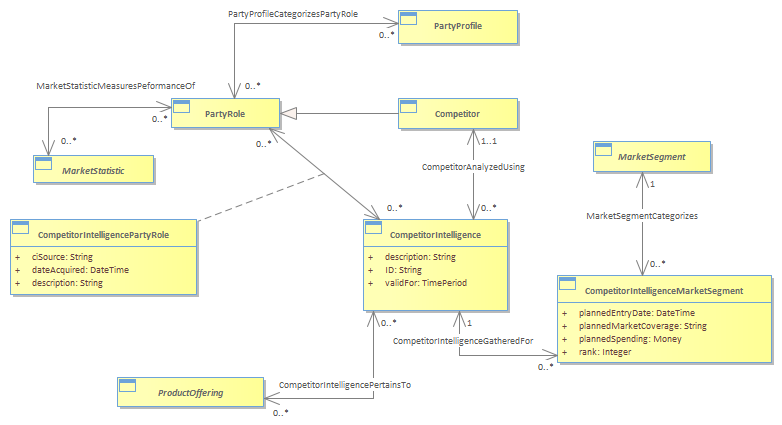 PartyProfileCategorizesPartyRole
PartyProfile
0..*
MarketStatisticMeasuresPeformanceOf
0..*
0..*
PartyRole
Competitor
0..*
0..*
1..1
MarketSegment
MarketStatistic
CompetitorAnalyzedUsing
1
0..*
0..*
MarketSegmentCategorizes
CompetitorIntelligencePartyRole
+ ciSource: String
+ dateAcquired: DateTime
+ description: String
CompetitorIntelligence
+ description: String
+ ID: String
+ validFor: TimePeriod
0..*
CompetitorIntelligenceMarketSegment
+ plannedEntryDate: DateTime
+ plannedMarketCoverage: String
+ plannedSpending: Money
+ rank: Integer
0..*
1
CompetitorIntelligenceGatheredFor
0..*
CompetitorIntelligencePertainsTo
ProductOffering
0..*